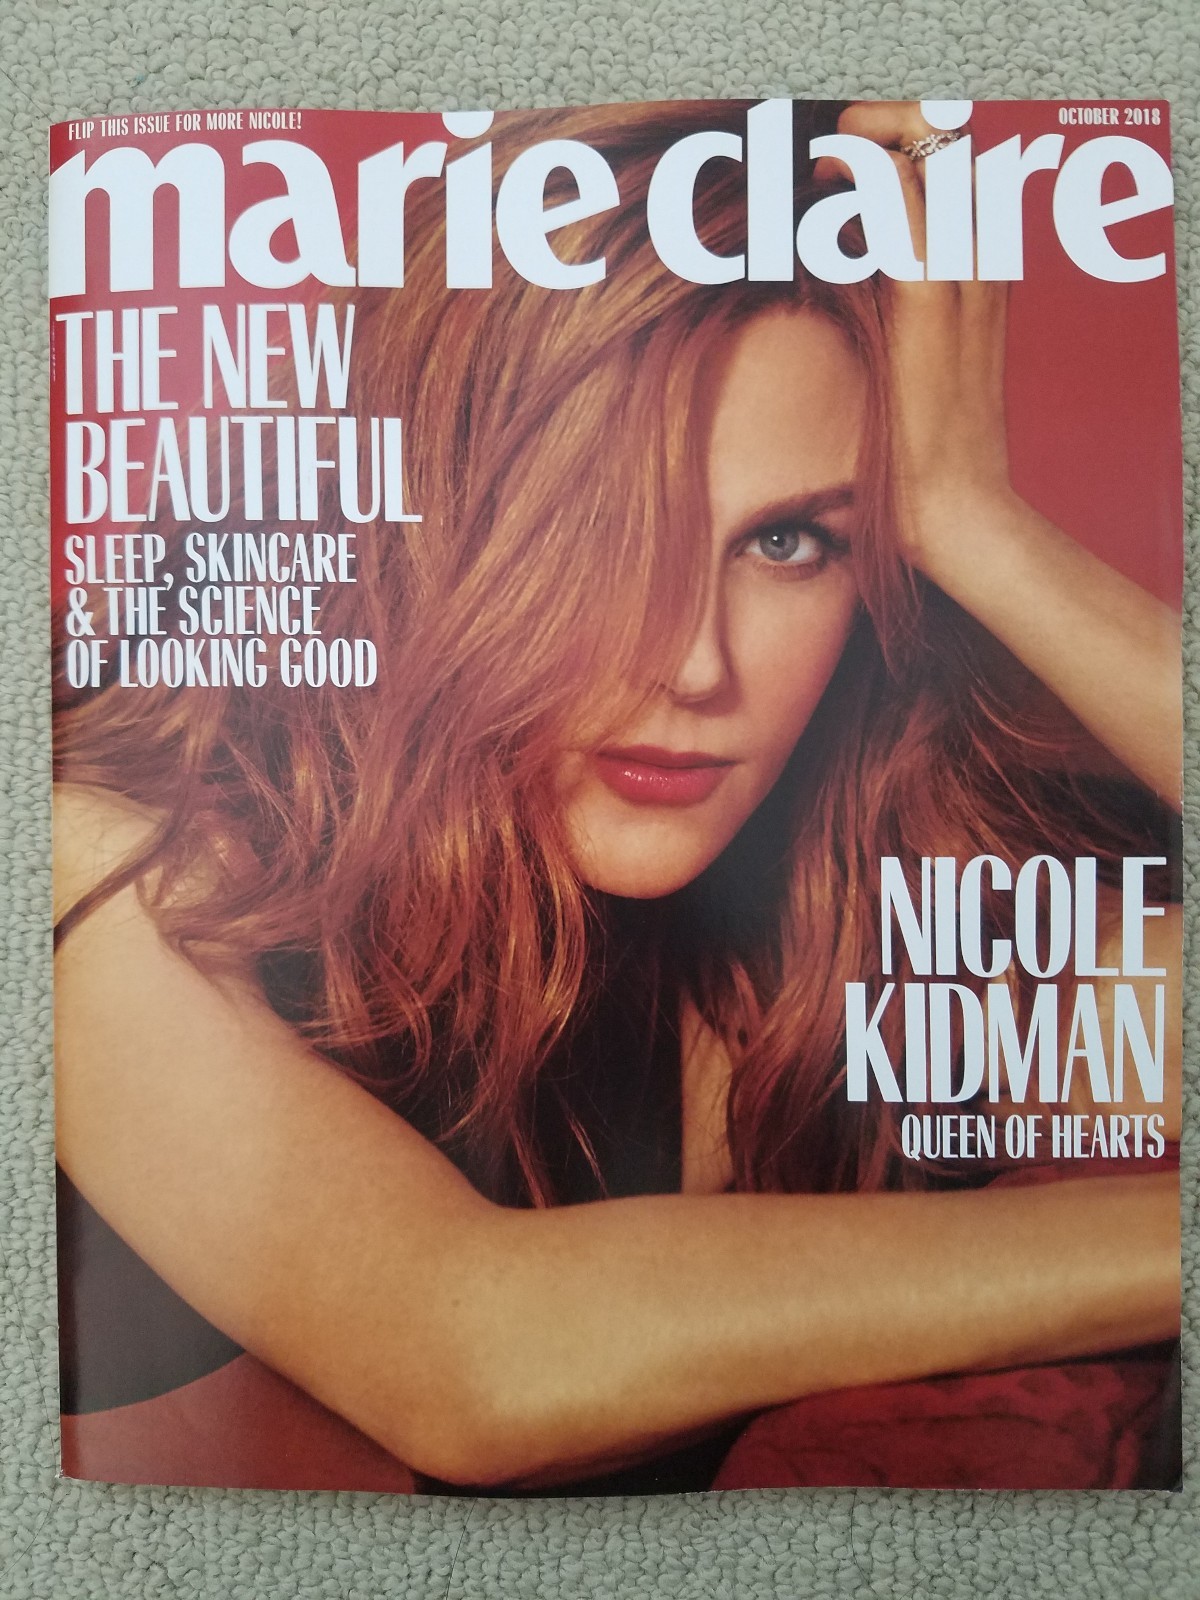 FLIP THIS ISSUE FOR MORE NICOLE!
OCTOBER 2018
marie claire
THE NEW
BEAUTIFUL
SLEEP, SKINCARE
& THE SCIENCE
OF LOOKING GOOD
NICOLE
KIDMAN
QUEEN OF HEARTS